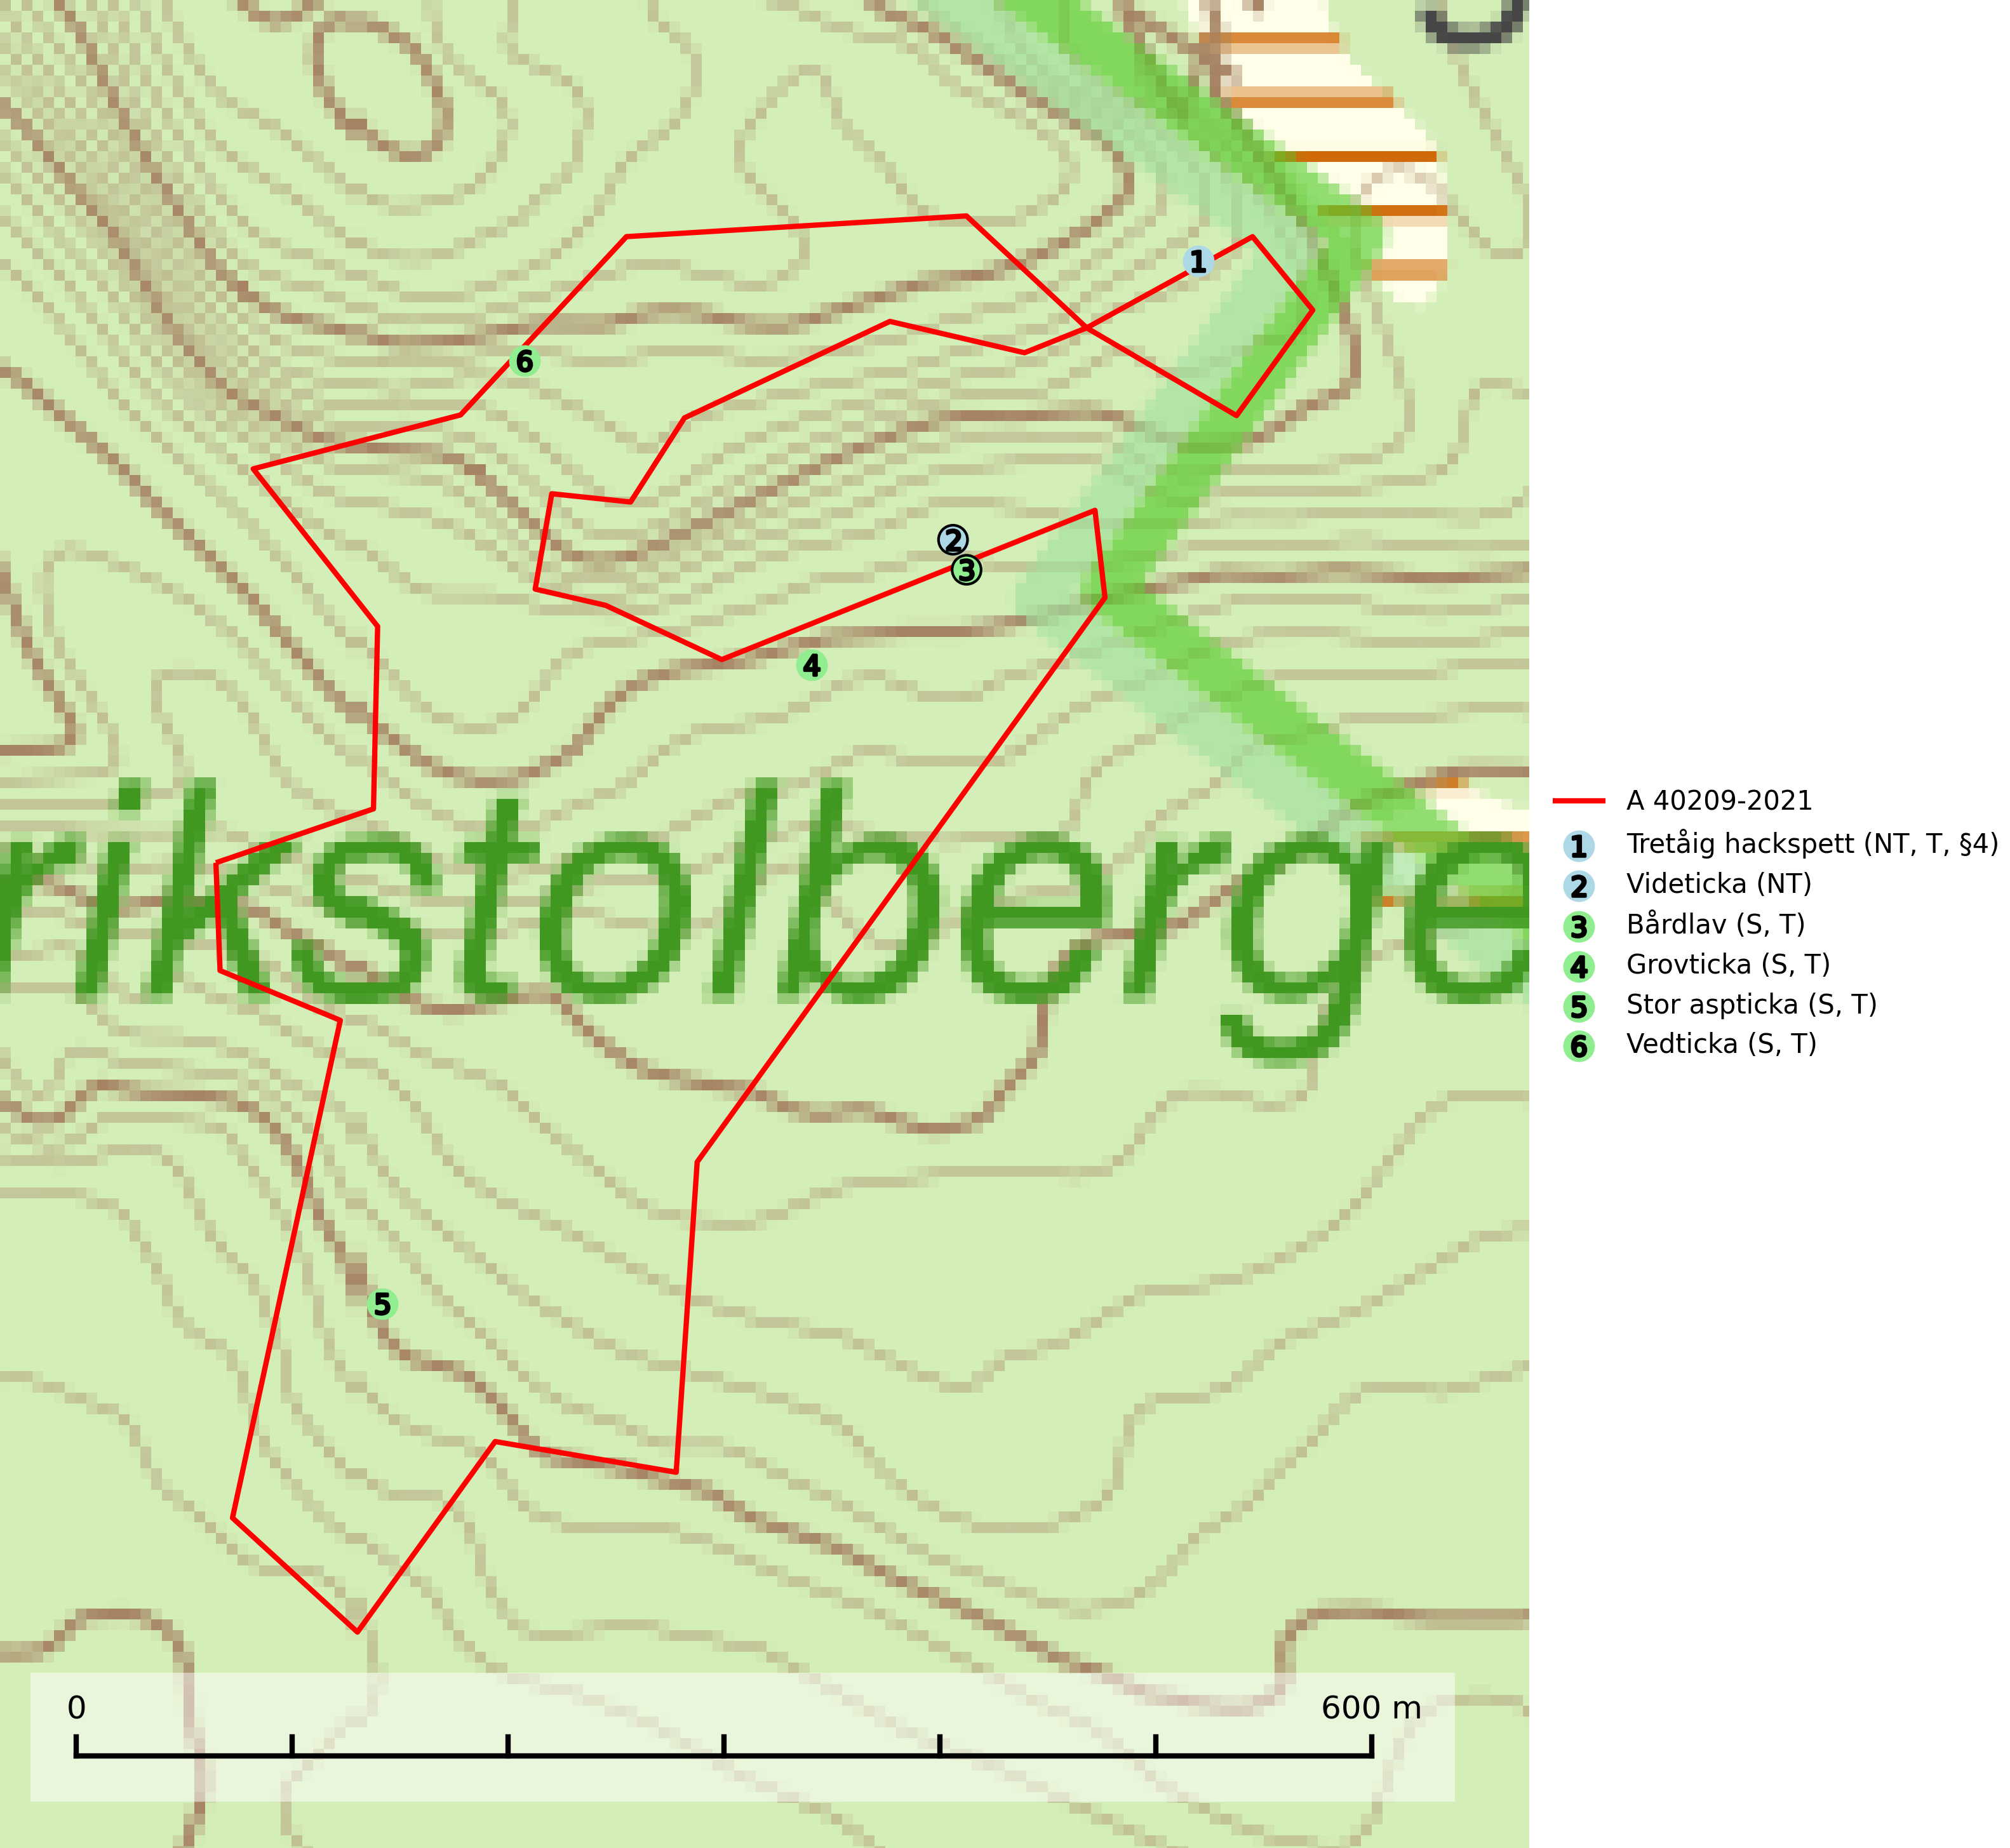 1
6
2
3
4
rikstolberge
5
0 600 m
A 40209-2021
1 Tretåig hackspett (NT, T, §4)
2 Videticka (NT)
3 Bårdlav (S, T)
4 Grovticka (S, T)
5 Stor aspticka (S, T)
6 Vedticka (S, T)